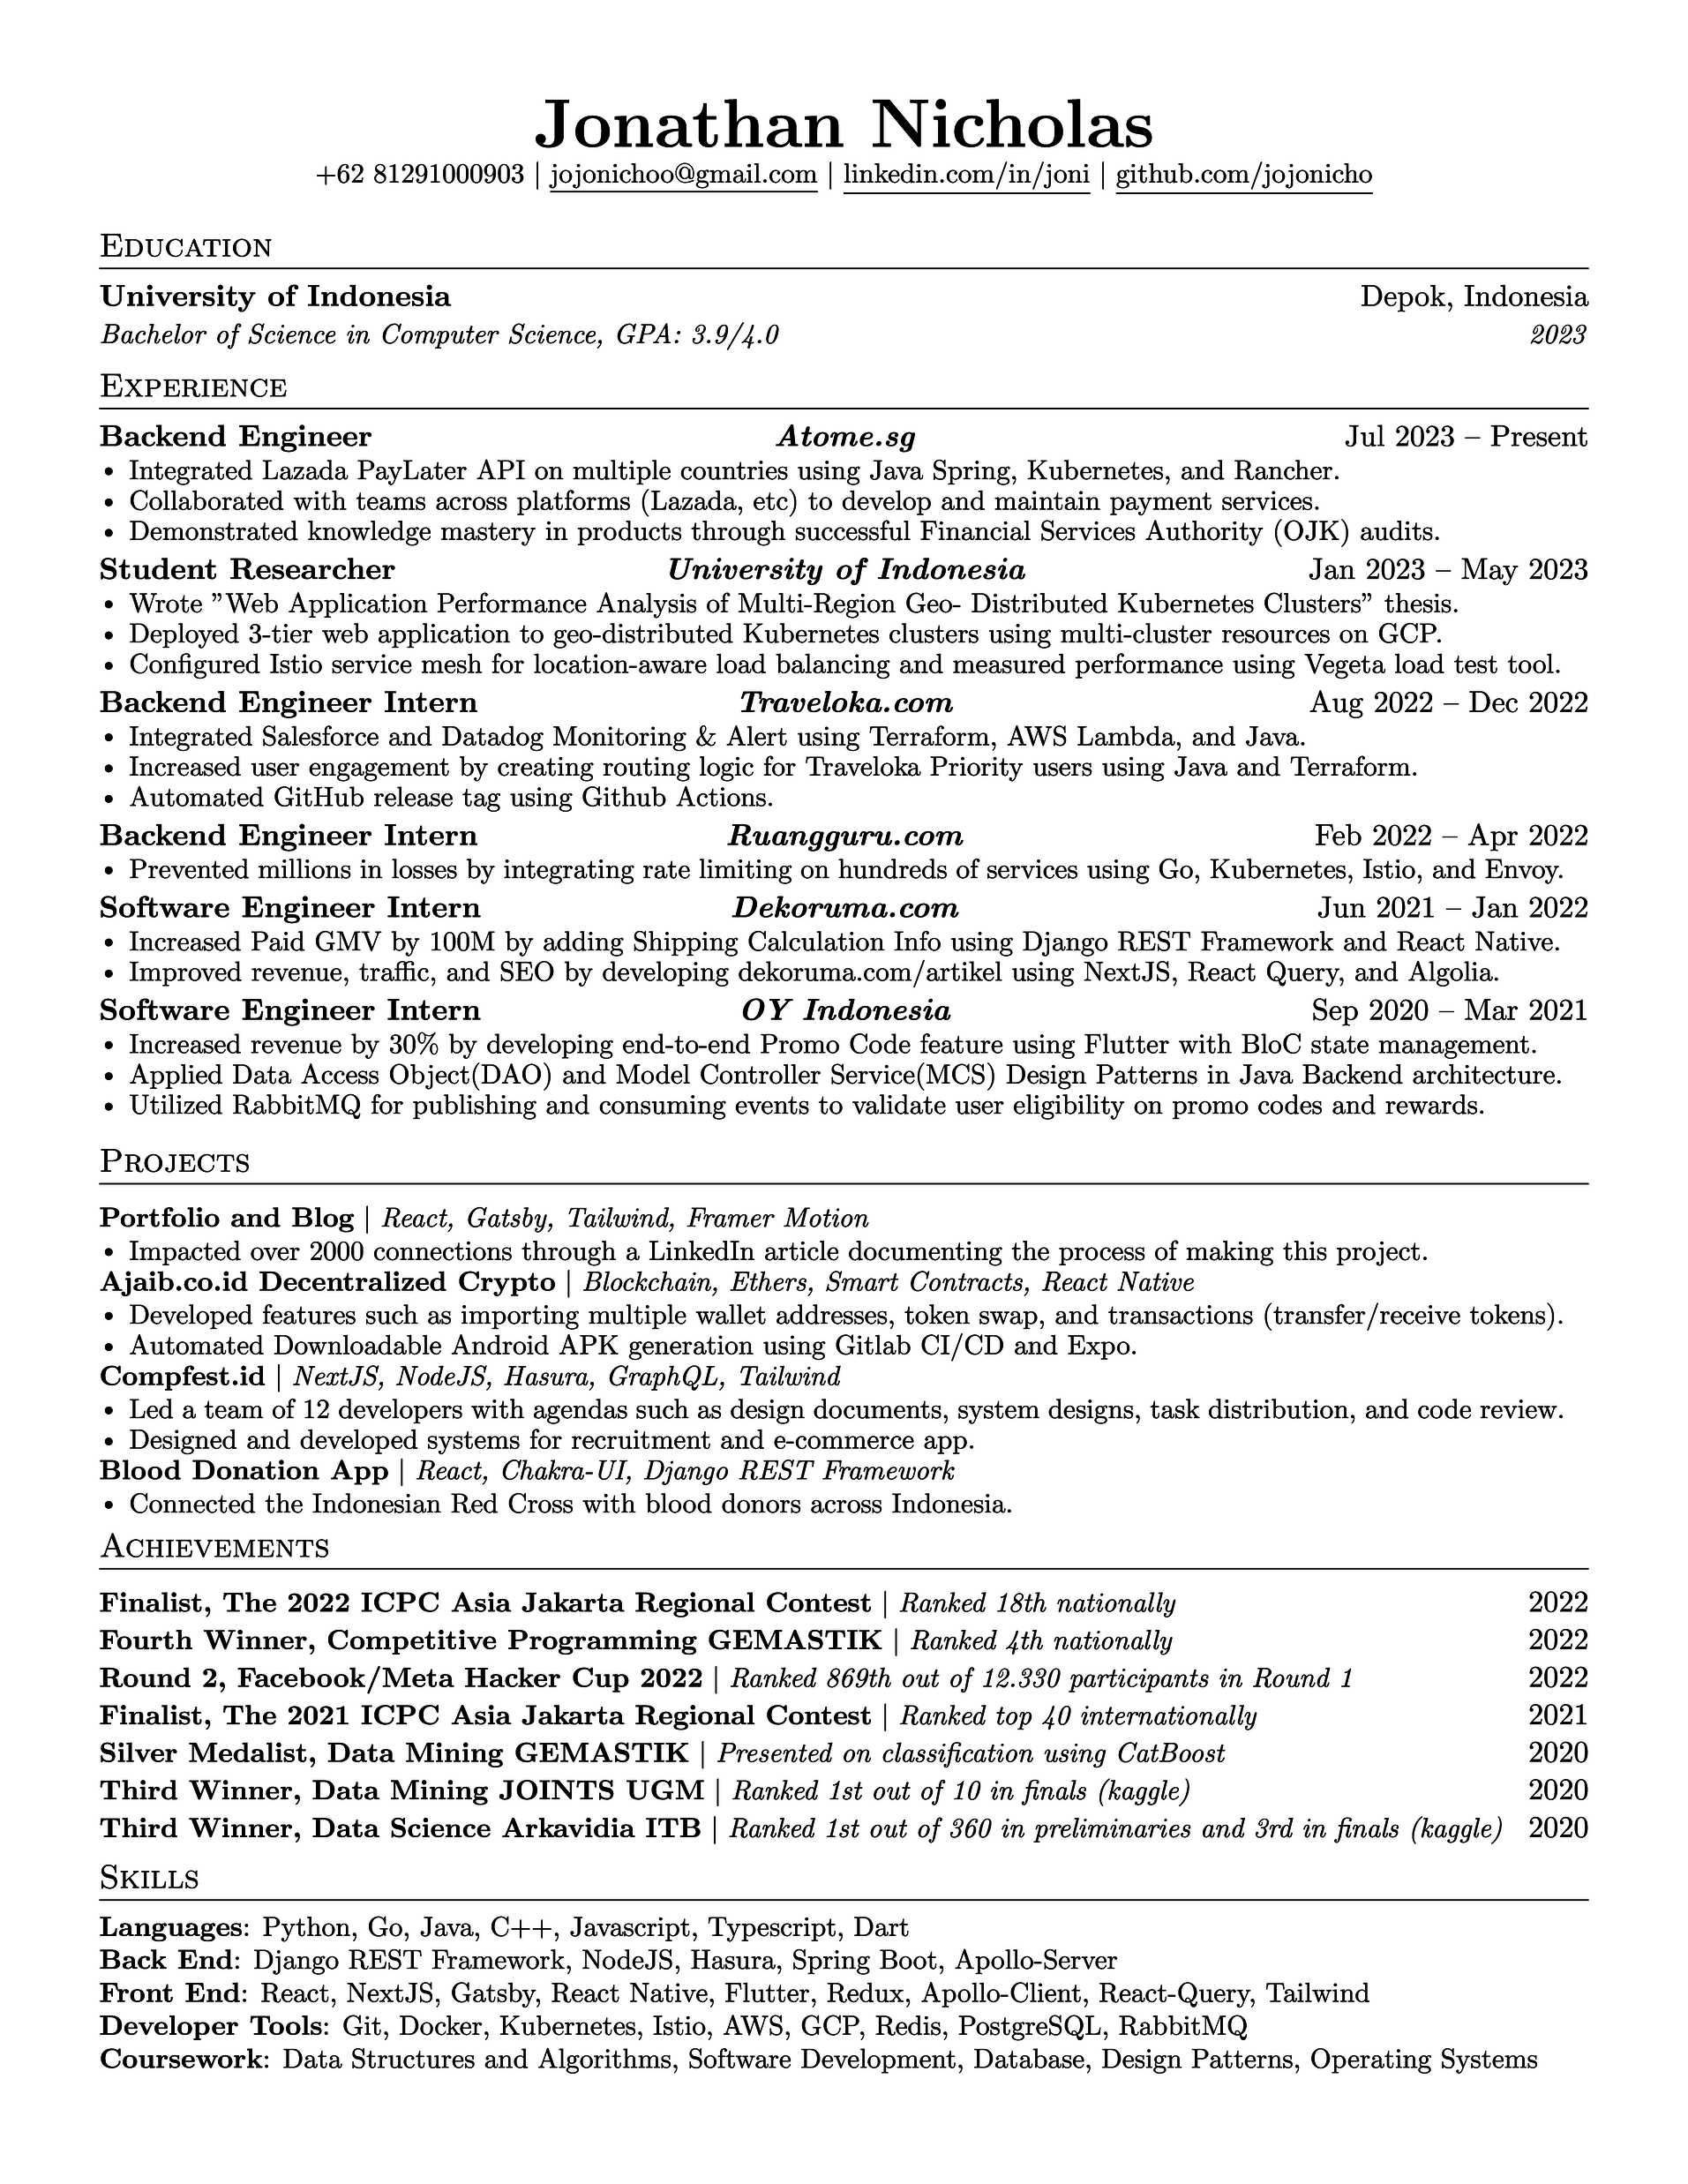 Jonathan Nicholas
+62 81291000903 | jojonichoo@gmail.com | linkedin.com/in/joni | github.com/jojonicho
Education
University of Indonesia Depok, Indonesia
Bachelor of Science in Computer Science, GPA: 3.9/4.0 2023
Experience
Backend Engineer Atome.sg Jul 2023 – Present
• Integrated Lazada PayLater API on multiple countries using Java Spring, Kubernetes, and Rancher.
• Collaborated with teams across platforms (Lazada, etc) to develop and maintain payment services.
• Demonstrated knowledge mastery in products through successful Financial Services Authority (OJK) audits.
Student Researcher University of Indonesia Jan 2023 – May 2023
• Wrote ”Web Application Performance Analysis of Multi-Region Geo- Distributed Kubernetes Clusters” thesis.
• Deployed 3-tier web application to geo-distributed Kubernetes clusters using multi-cluster resources on GCP.
• Configured Istio service mesh for location-aware load balancing and measured performance using Vegeta load test tool.
Backend Engineer Intern Traveloka.com Aug 2022 – Dec 2022
• Integrated Salesforce and Datadog Monitoring & Alert using Terraform, AWS Lambda, and Java.
• Increased user engagement by creating routing logic for Traveloka Priority users using Java and Terraform.
• Automated GitHub release tag using Github Actions.
Backend Engineer Intern Ruangguru.com Feb 2022 – Apr 2022
• Prevented millions in losses by integrating rate limiting on hundreds of services using Go, Kubernetes, Istio, and Envoy.
Software Engineer Intern Dekoruma.com Jun 2021 – Jan 2022
• Increased Paid GMV by 100M by adding Shipping Calculation Info using Django REST Framework and React Native.
• Improved revenue, traffic, and SEO by developing dekoruma.com/artikel using NextJS, React Query, and Algolia.
Software Engineer Intern OY Indonesia Sep 2020 – Mar 2021
• Increased revenue by 30% by developing end-to-end Promo Code feature using Flutter with BloC state management.
• Applied Data Access Object(DAO) and Model Controller Service(MCS) Design Patterns in Java Backend architecture.
• Utilized RabbitMQ for publishing and consuming events to validate user eligibility on promo codes and rewards.
Projects
Portfolio and Blog | React, Gatsby, Tailwind, Framer Motion
• Impacted over 2000 connections through a LinkedIn article documenting the process of making this project.
Ajaib.co.id Decentralized Crypto | Blockchain, Ethers, Smart Contracts, React Native
• Developed features such as importing multiple wallet addresses, token swap, and transactions (transfer/receive tokens).
• Automated Downloadable Android APK generation using Gitlab CI/CD and Expo.
Compfest.id | NextJS, NodeJS, Hasura, GraphQL, Tailwind
• Led a team of 12 developers with agendas such as design documents, system designs, task distribution, and code review.
• Designed and developed systems for recruitment and e-commerce app.
Blood Donation App | React, Chakra-UI, Django REST Framework
• Connected the Indonesian Red Cross with blood donors across Indonesia.
Achievements
Finalist, The 2022 ICPC Asia Jakarta Regional Contest | Ranked 18th nationally 2022
Fourth Winner, Competitive Programming GEMASTIK | Ranked 4th nationally 2022
Round 2, Facebook/Meta Hacker Cup 2022 | Ranked 869th out of 12.330 participants in Round 1 2022
Finalist, The 2021 ICPC Asia Jakarta Regional Contest | Ranked top 40 internationally 2021
Silver Medalist, Data Mining GEMASTIK | Presented on classification using CatBoost 2020
Third Winner, Data Mining JOINTS UGM | Ranked 1st out of 10 in finals (kaggle) 2020
Third Winner, Data Science Arkavidia ITB | Ranked 1st out of 360 in preliminaries and 3rd in finals (kaggle) 2020
Skills
Languages: Python, Go, Java, C++, Javascript, Typescript, Dart
Back End: Django REST Framework, NodeJS, Hasura, Spring Boot, Apollo-Server
Front End: React, NextJS, Gatsby, React Native, Flutter, Redux, Apollo-Client, React-Query, Tailwind
Developer Tools: Git, Docker, Kubernetes, Istio, AWS, GCP, Redis, PostgreSQL, RabbitMQ
Coursework: Data Structures and Algorithms, Software Development, Database, Design Patterns, Operating Systems